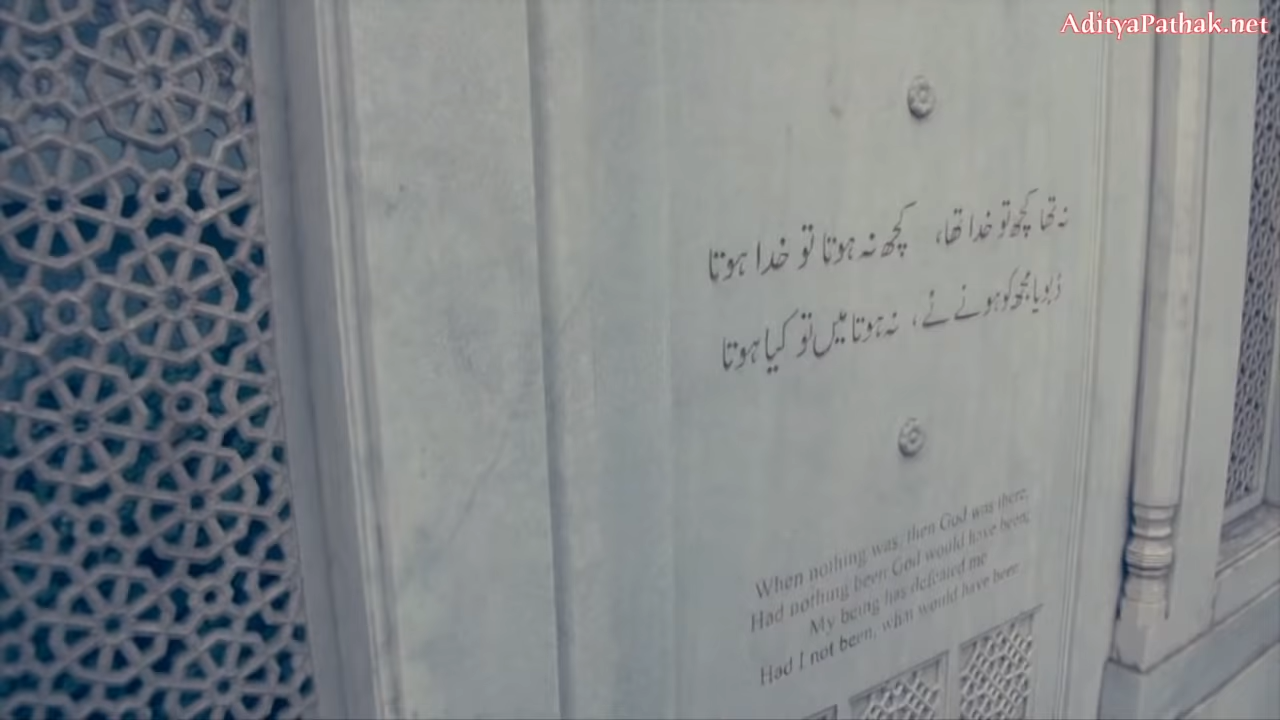 AdityaPathak.net
نہ تھا کچھ تو خدا تھا، کچھ نہ ہوتا تو خدا ہوتا
ڈبویا مجھ کو ہونے نے، نہ ہوتا میں تو کیا ہوتا
When nothing was, then God was there,
Had nothing been God would have been;
My being has defeated me
Had I not been, what would have been